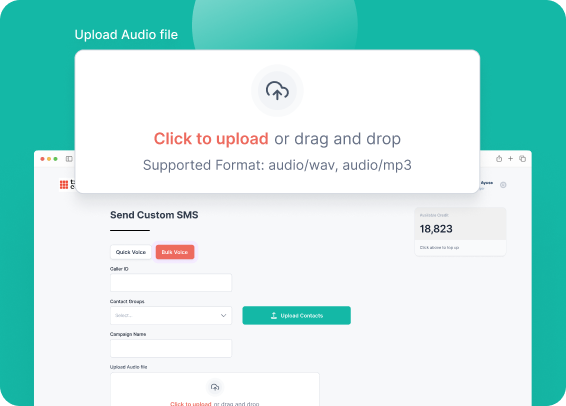 Upload Audio file
Click to upload or drag and drop
Supported Format: audio/wav, audio/mp3
Send Custom SMS
Available Credit
18,823
Click above to top up
Quick Voice
Bulk Voice
Caller ID
Contact Groups
Select...
Upload Contacts
Campaign Name
Upload Audio file
Click to upload or drag and drop